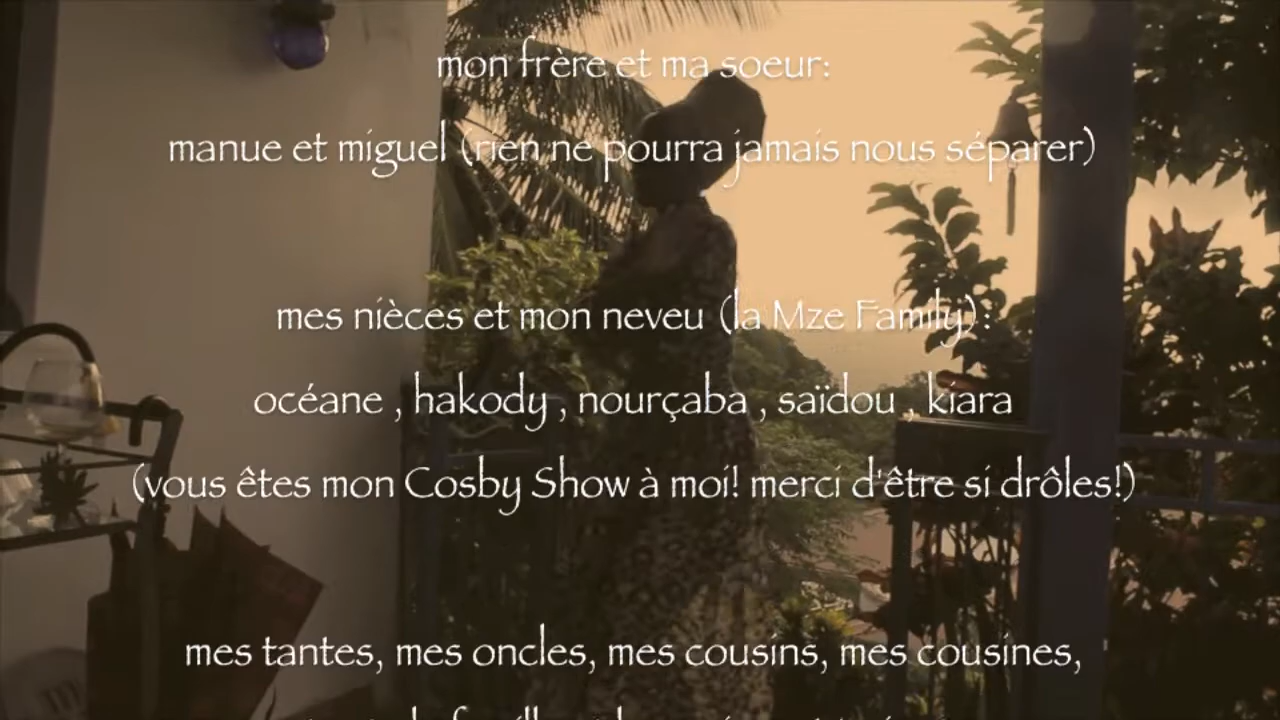 mon frère et ma soeur:
manue et miguel (rien ne pourra jamais nous séparer)
mes nièces et mon neveu (la Mze Family):
océane , hakody , nourçaba , saïdou , kiara
(vous êtes mon Cosby Show à moi! merci d'être si drôles!)
mes tantes, mes oncles, mes cousins, mes cousines,